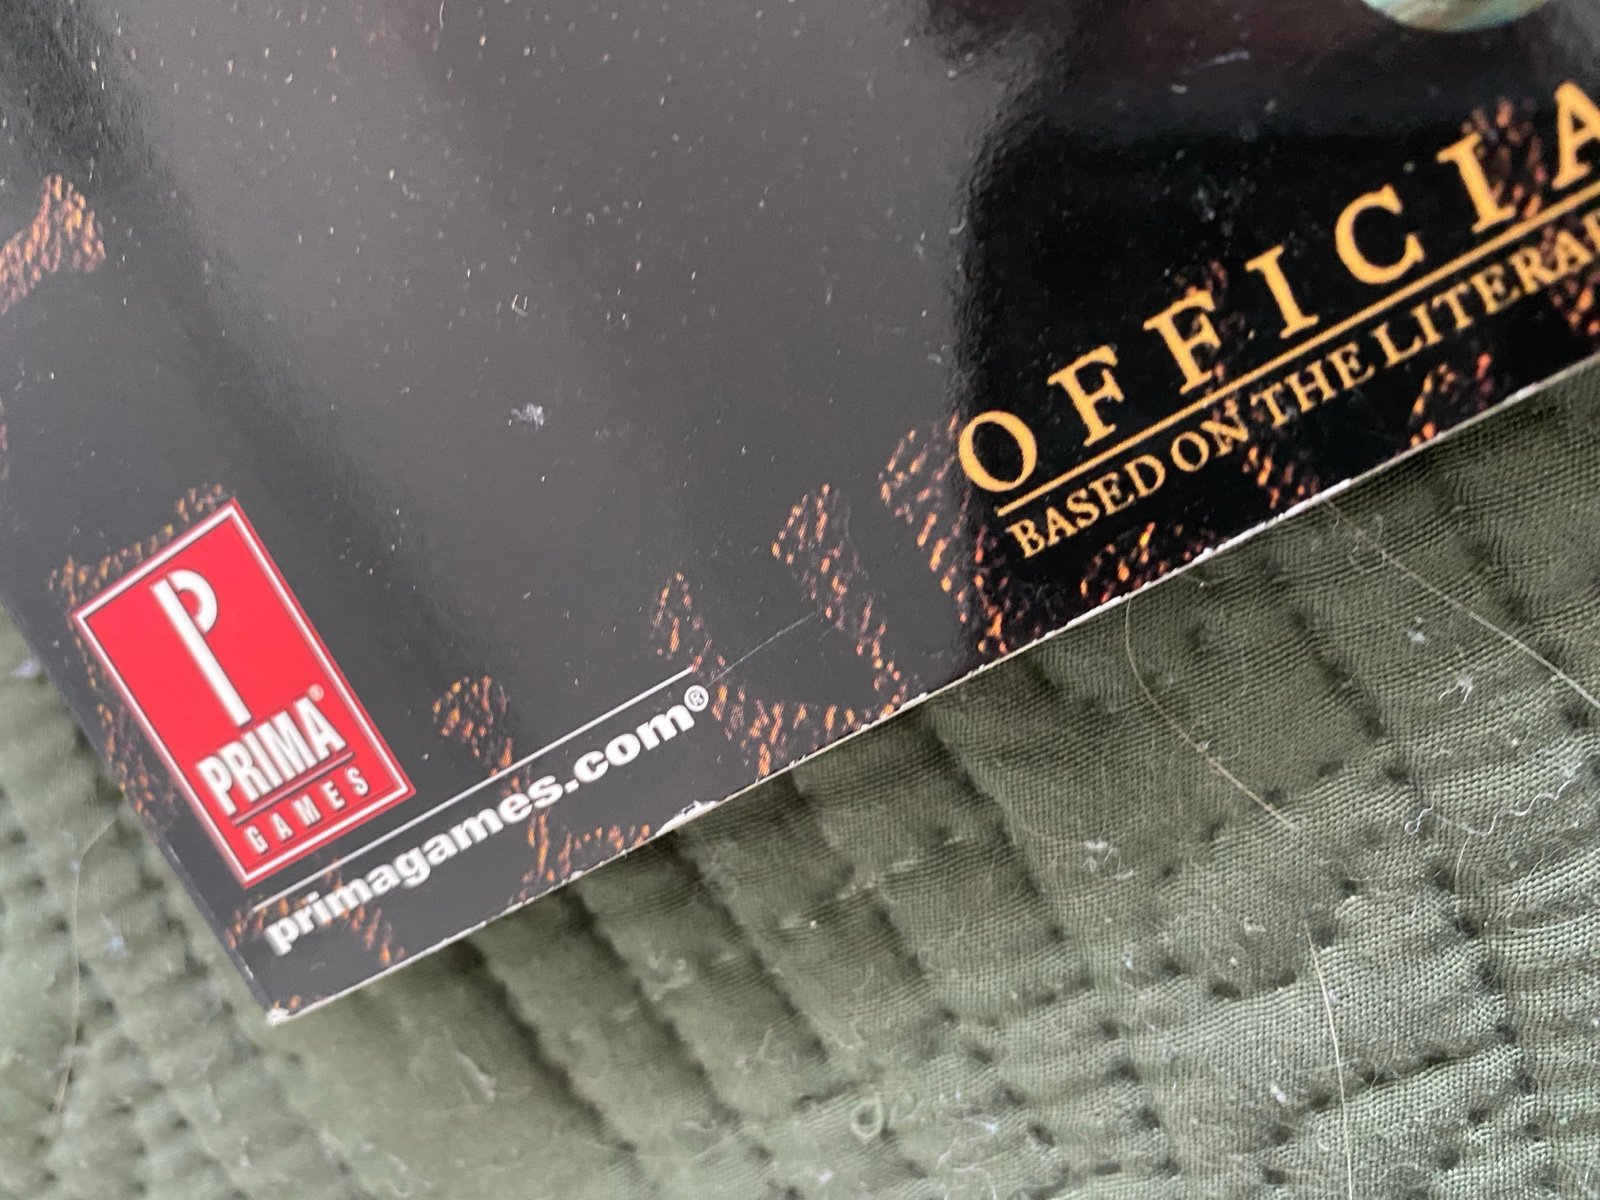 OFFICIA
BASED ON THE LITERA
P
PRIMA®
GAMES
primagames.com®